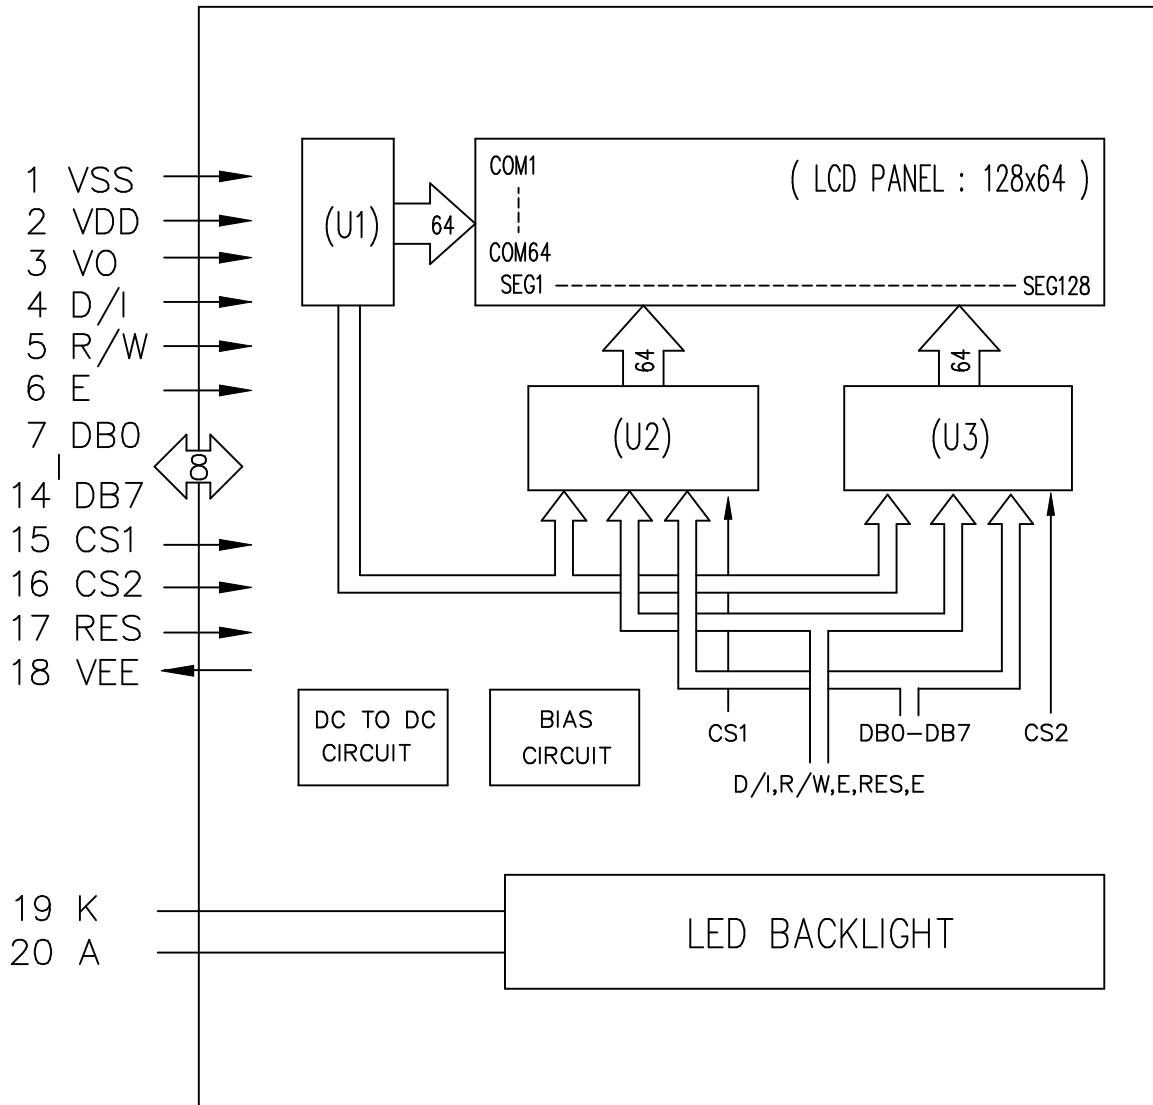 1 VSS
2 VDD
3 VO
4 D/I
5 R/W
6 E
7 DB0
|
14 DB7
15 CS1
16 CS2
17 RES
18 VEE
19 K
20 A
8
(U1)
64
COM1
COM64
( LCD PANEL : 128x64 )
SEG1
SEG128
64
64
(U2)
(U3)
DC TO DC
CIRCUIT
BIAS
CIRCUIT
CS1
DB0-DB7
CS2
D/I,R/W,E,RES,E
LED BACKLIGHT